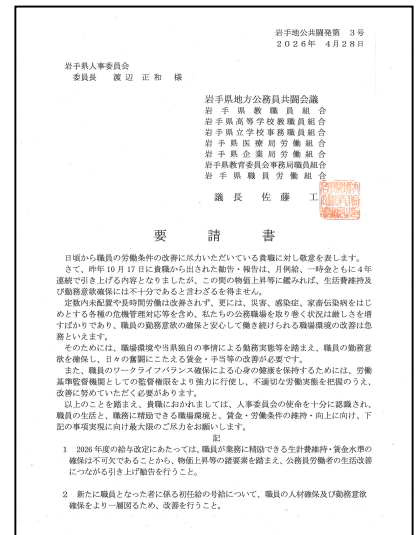 岩手地公共闘発第 3号
2026年 4月28日
岩手県人事委員会
委員長 渡辺 正和 様
岩手県地方公務員共闘会議
岩手県教職員組合
岩手県高等学校教職員組合
岩手県立学校事務職員組合
岩手県医療局労働組合
岩手県企業局労働組合
岩手県教育委員会事務局職員組合
岩手県職員労働組合
議長 佐藤 工
要請書
日頃から職員の労働条件の改善に尽力いただいている貴職に対し敬意を表します。
さて、昨年10月17日に貴職から出された勧告・報告は、月例給、一時金ともに4年
連続で引き上げる内容となりましたが、この間の物価上昇等に鑑みれば、生活費維持及
び勤務意欲確保には不十分であると言わざるを得ません。
定数内未配置や長時間労働は改善されず、更には、災害、感染症、家畜伝染病をはじ
めとする各種の危機管理対応等を含め、私たちの公務職場を取り巻く状況は厳しさを増
すばかりであり、職員の勤務意欲の確保と安心して働き続けられる職場環境の改善は急
務といえます。
そのためには、職場環境や当県独自の事情による勤務実態等を踏まえ、職員の勤務意
欲を確保し、日々の奮闘にこたえる賃金・手当等の改善が必要です。
また、職員のワークライフバランス確保による心身の健康を保持するためには、労働
基準監督機関としての監督権限をより強力に行使し、不適切な労働実態を把握のうえ、
改善に努めていただく必要があります。
以上のことを踏まえ、貴職におかれましては、人事委員会の使命を十分に認識され、
職員の生活と、職務に精励できる職場環境と、賃金・労働条件の維持・向上に向け、下
記の事項実現に向け最大限のご尽力をお願いします。
記
1 2026年度の給与改定にあたっては、職員が業務に精励できる生計費維持・賃金水準の
確保は不可欠であることから、物価上昇等の諸要素を踏まえ、公務員労働者の生活改善
につながる引き上げ勧告を行うこと。
2 新たに職員となった者に係る初任給の号給について、職員の人材確保及び勤務意欲
確保をより一層図るため、改善を行うこと。